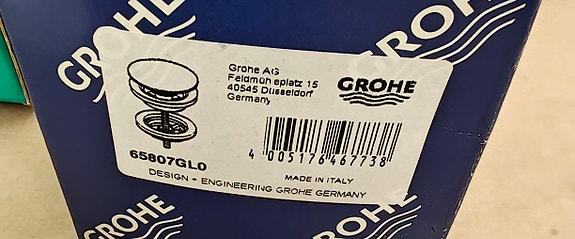 GROHE
GROHE
Grohe AG
Feldmühleplatz 15
40545 Düsseldorf
Germany
GROHE
65807GL0
4 005176 467738
MADE IN ITALY
DESIGN + ENGINEERING GROHE GERMANY
GROHE
GROHE